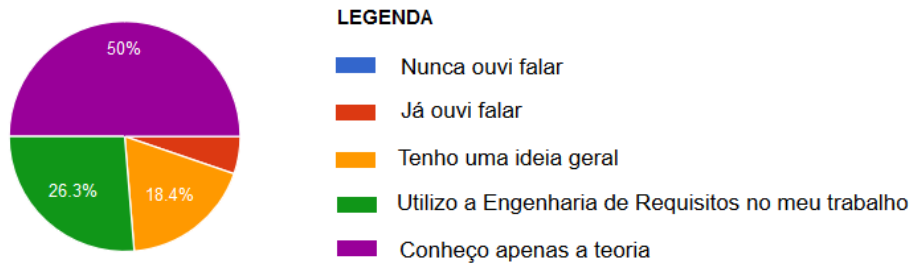 50%
26.3%
18.4%
LEGENDA
Nunca ouvi falar
Já ouvi falar
Tenho uma ideia geral
Utilizo a Engenharia de Requisitos no meu trabalho
Conheço apenas a teoria